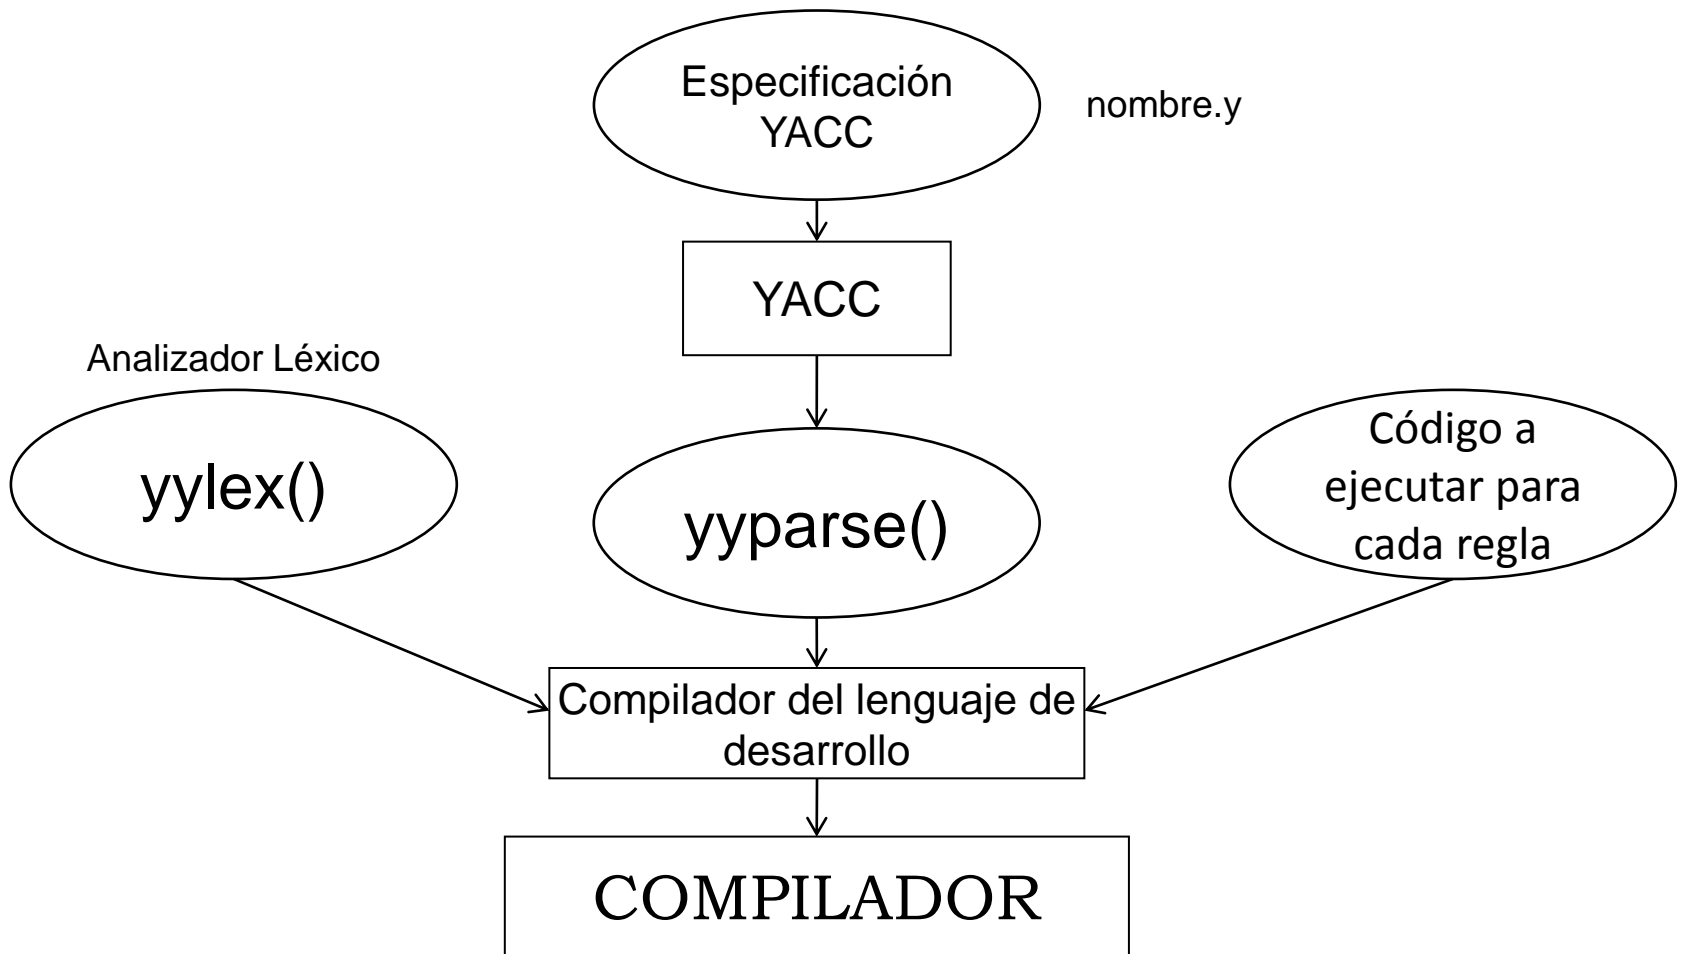 Especificación
YACC
nombre.y
YACC
Analizador Léxico
yylex()
yyparse()
Código a
ejecutar para
cada regla
Compilador del lenguaje de
desarrollo
COMPILADOR